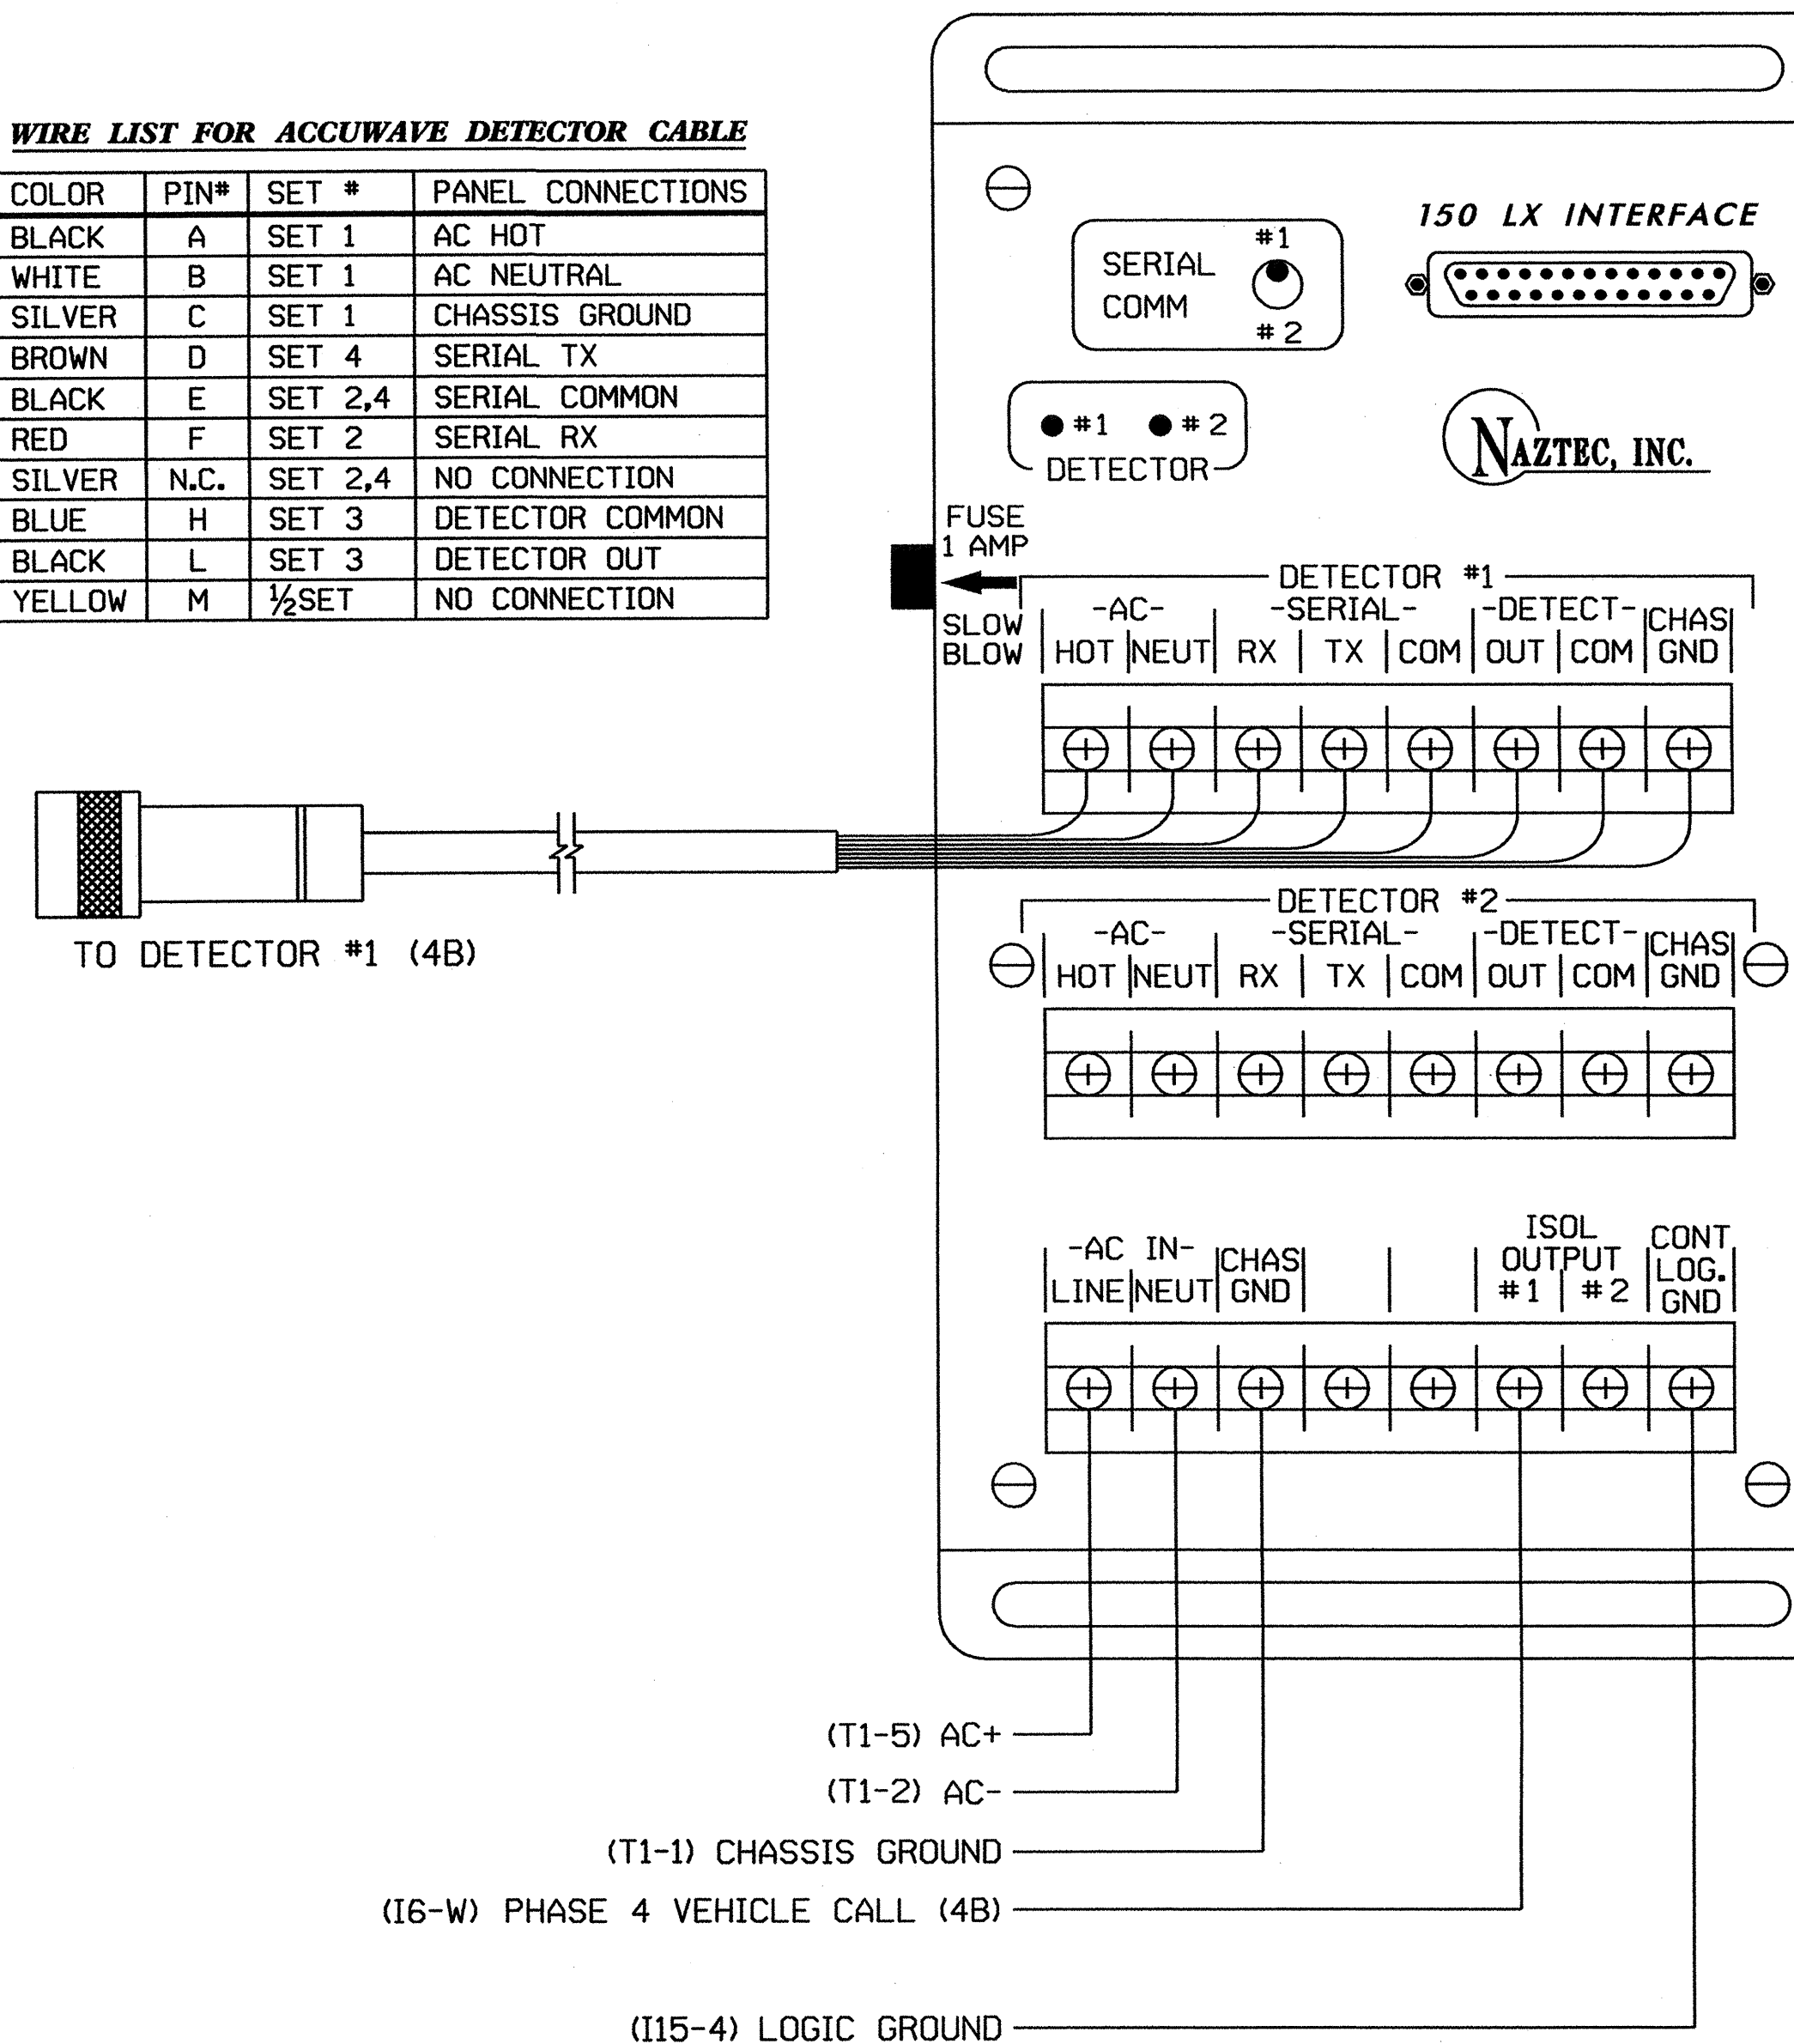 WIRE LIST FOR ACCUWAVE DETECTOR CABLE
COLOR PIN# SET # PANEL CONNECTIONS
BLACK A SET 1 AC HOT
WHITE B SET 1 AC NEUTRAL
SILVER C SET 1 CHASSIS GROUND
BROWN D SET 4 SERIAL TX
BLACK E SET 2,4 SERIAL COMMON
RED F SET 2 SERIAL RX
SILVER N.C. SET 2,4 NO CONNECTION
BLUE H SET 3 DETECTOR COMMON
BLACK L SET 3 DETECTOR OUT
YELLOW M ½SET NO CONNECTION
TO DETECTOR #1 (4B)
150 LX INTERFACE
SERIAL COMM
#1
#2
#1 #2
DETECTOR
NAZTEC, INC.
FUSE
1 AMP
SLOW
BLOW
DETECTOR #1
-AC- -SERIAL- -DETECT- CHAS
HOT NEUT RX TX COM OUT COM GND
DETECTOR #2
-AC- -SERIAL- -DETECT- CHAS
HOT NEUT RX TX COM OUT COM GND
-AC IN-
LINE NEUT
CHAS
GND
ISOL
OUTPUT
#1 #2
CONT
LOG.
GND
(T1-5) AC+
(T1-2) AC-
(T1-1) CHASSIS GROUND
(I6-W) PHASE 4 VEHICLE CALL (4B)
(I15-4) LOGIC GROUND